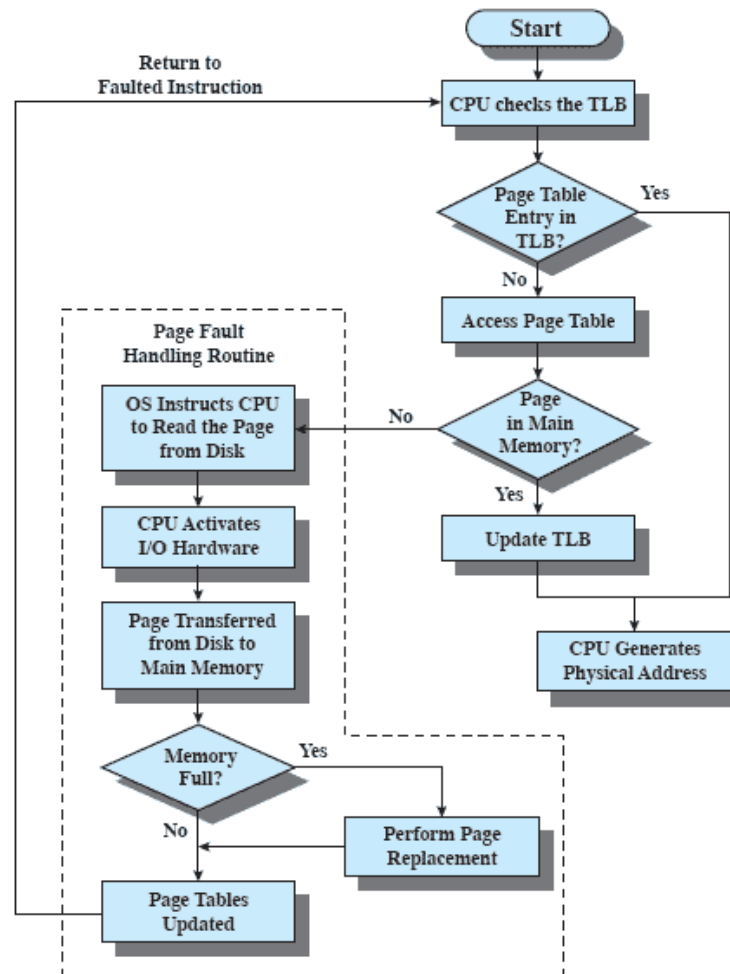 Start
Return to
Faulted Instruction
CPU checks the TLB
Page Table
Entry in
TLB?
Yes
No
Access Page Table
Page Fault
Handling Routine
OS Instructs CPU
to Read the Page
from Disk
No
Page
in Main
Memory?
Yes
CPU Activates
I/O Hardware
Update TLB
Page Transferred
from Disk to
Main Memory
CPU Generates
Physical Address
Memory
Full?
Yes
No
Perform Page
Replacement
Page Tables
Updated